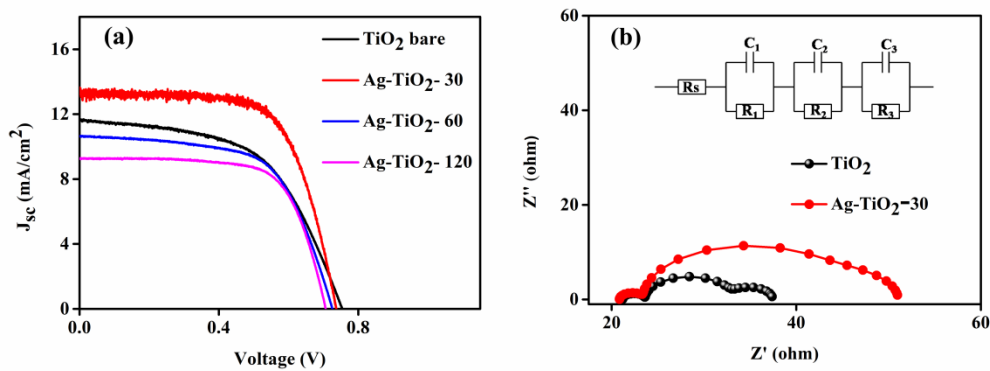 (a)
TiO2 bare
Ag-TiO2- 30
Ag-TiO2- 60
Ag-TiO2- 120
16
12
8
4
0
0.0
0.4
0.8
Jsc (mA/cm2)
Voltage (V)
(b)
C1
C2
C3
Rs
R1
R2
R3
TiO2
Ag-TiO2-30
60
40
20
0
20
40
60
Z'' (ohm)
Z' (ohm)